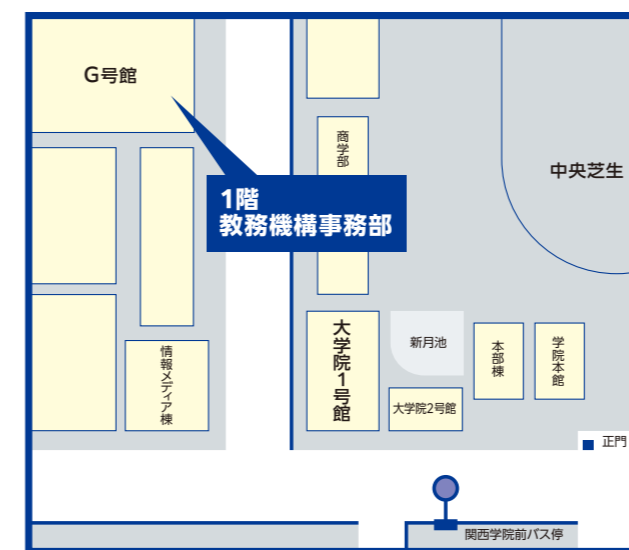 G号館
商学部
中央芝生
1階
教務機構事務部
大学院1号館
新月池
本部棟
学院本館
情報メディア棟
大学院2号館
正門
関西学院前バス停